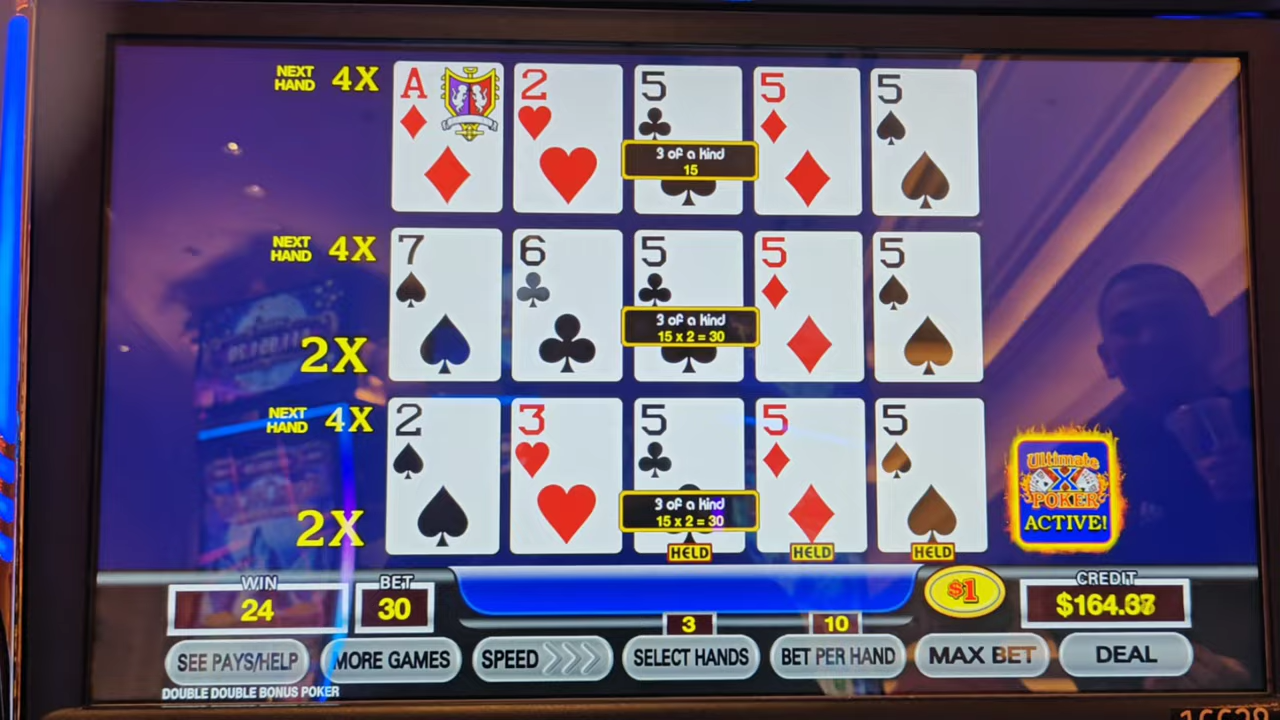 NEXT HAND 4X
A 2 5 5 5
3 of a kind
15
NEXT HAND 4X
7 6 5 5 5
2X
3 of a kind
15 x 2 = 30
NEXT HAND 4X
2 3 5 5 5
2X
3 of a kind
15 x 2 = 30
HELD HELD HELD
Ultimate
X
POKER
ACTIVE!
WIN BET CREDIT
24 30 $1
3 10
SEE PAYS/HELP MORE GAMES SPEED SELECT HANDS BET PER HAND MAX BET DEAL
DOUBLE DOUBLE BONUS POKER